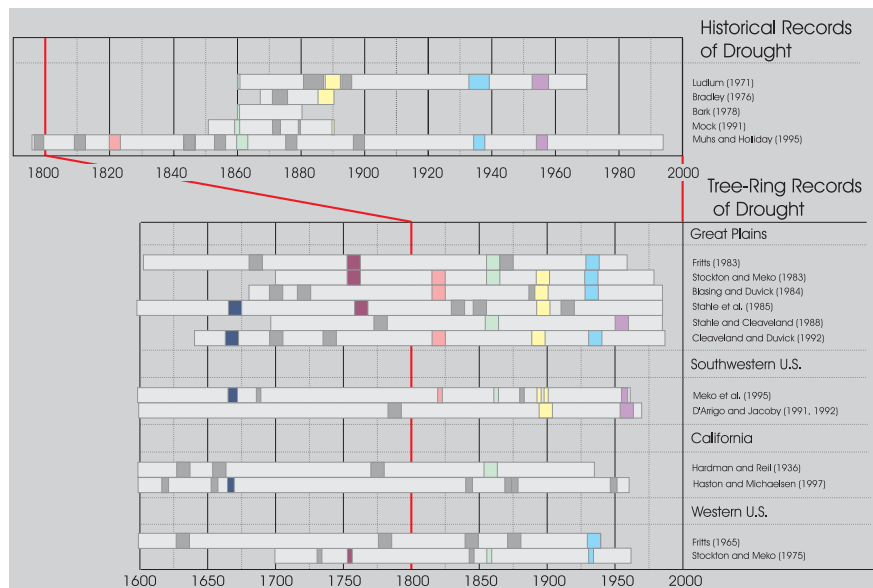 Historical Records
of Drought
Ludlum (1971)
Bradley (1976)
Bark (1978)
Mock (1991)
Muhs and Holiday (1995)
1800 1820 1840 1860 1880 1900 1920 1940 1960 1980 2000
Tree-Ring Records
of Drought
Great Plains
Fritts (1983)
Stockton and Meko (1983)
Blasing and Duvick (1984)
Stahle et al. (1985)
Stahle and Cleaveland (1988)
Cleaveland and Duvick (1992)
Southwestern U.S.
Meko et al. (1995)
D'Arrigo and Jacoby (1991, 1992)
California
Hardman and Reil (1936)
Haston and Michaelsen (1997)
Western U.S.
Fritts (1965)
Stockton and Meko (1975)
1600 1650 1700 1750 1800 1850 1900 1950 2000